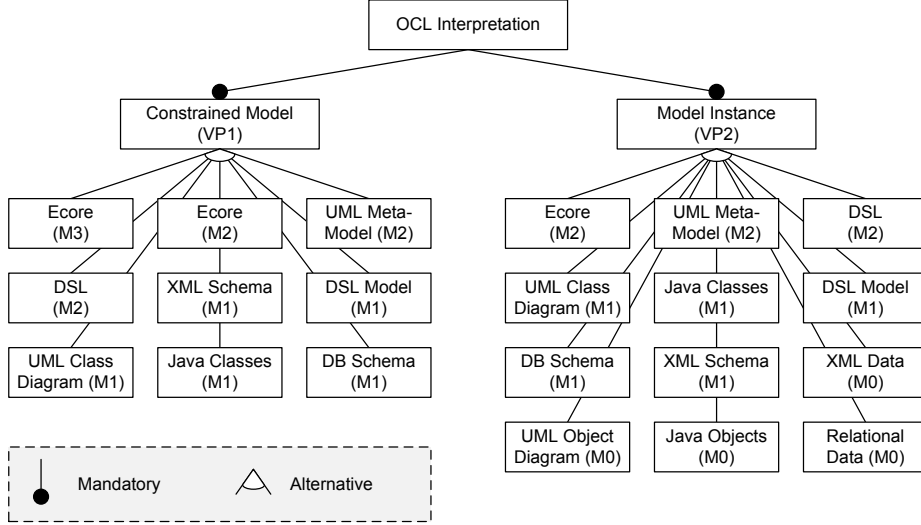 OCL Interpretation
Constrained Model
(VP1)
Model Instance
(VP2)
Ecore
(M3)
Ecore
(M2)
UML Meta-
Model (M2)
DSL
(M2)
XML Schema
(M1)
DSL Model
(M1)
UML Class
Diagram (M1)
Java Classes
(M1)
DB Schema
(M1)
Ecore
(M2)
UML Meta-
Model (M2)
DSL
(M2)
UML Class
Diagram (M1)
Java Classes
(M1)
DSL Model
(M1)
DB Schema
(M1)
XML Schema
(M1)
XML Data
(M0)
UML Object
Diagram (M0)
Java Objects
(M0)
Relational
Data (M0)
Mandatory
Alternative